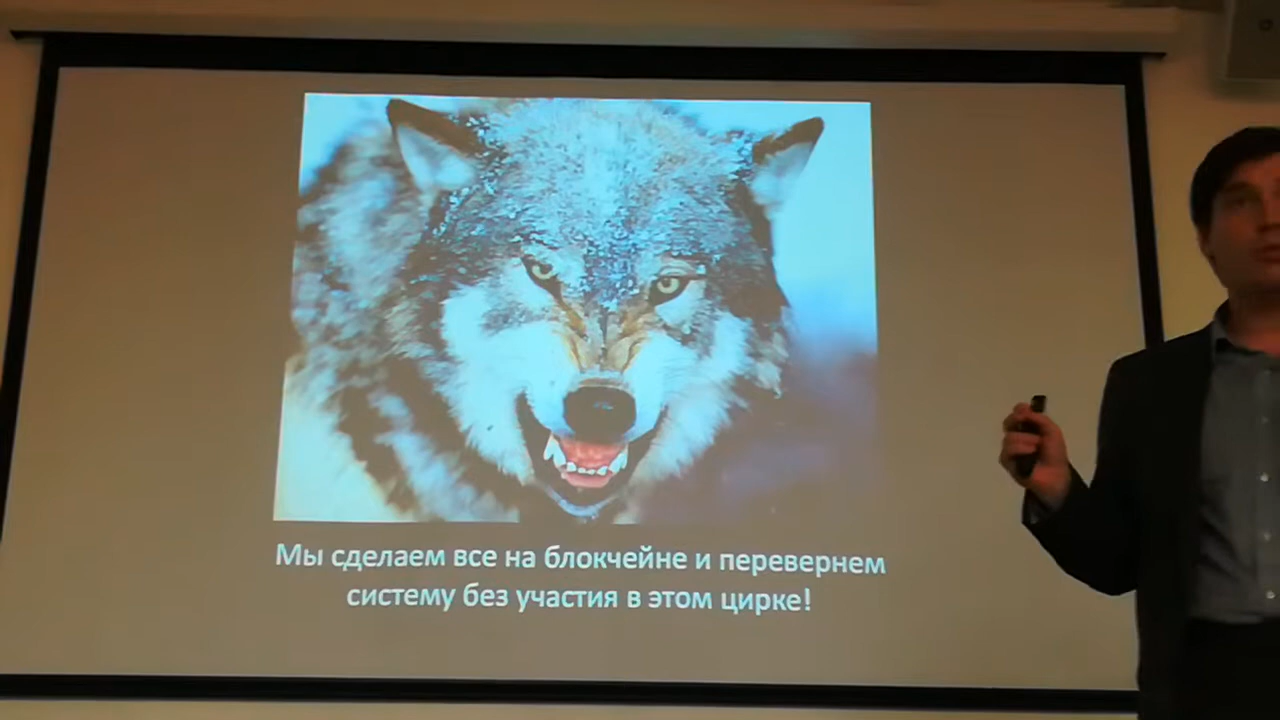 Мы сделаем все на блокчейне и перевернем
систему без участия в этом цирке!